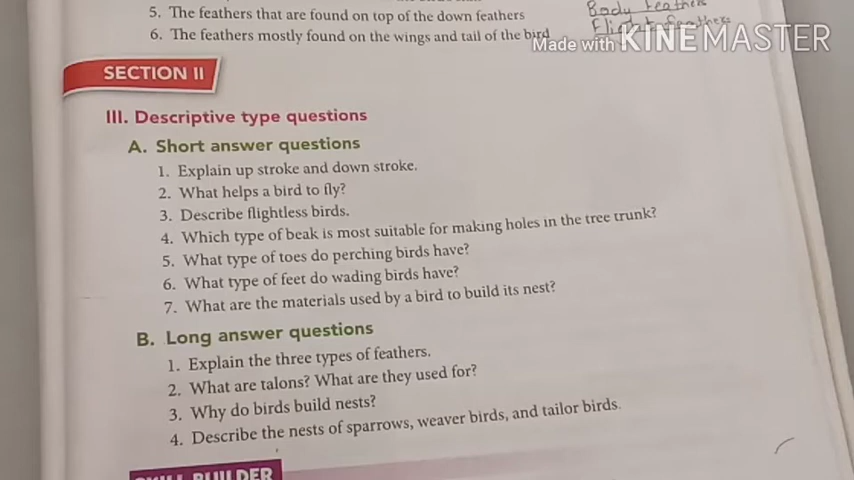 5. The feathers that are found on top of the down feathers
Body feathers
6. The feathers mostly found on the wings and tail of the bird
Flight feathers
Made with KINEMASTER
SECTION II
III. Descriptive type questions
A. Short answer questions
1. Explain up stroke and down stroke.
2. What helps a bird to fly?
3. Describe flightless birds.
4. Which type of beak is most suitable for making holes in the tree trunk?
5. What type of toes do perching birds have?
6. What type of feet do wading birds have?
7. What are the materials used by a bird to build its nest?
B. Long answer questions
1. Explain the three types of feathers.
2. What are talons? What are they used for?
3. Why do birds build nests?
4. Describe the nests of sparrows, weaver birds, and tailor birds.
SKILL BUILDER